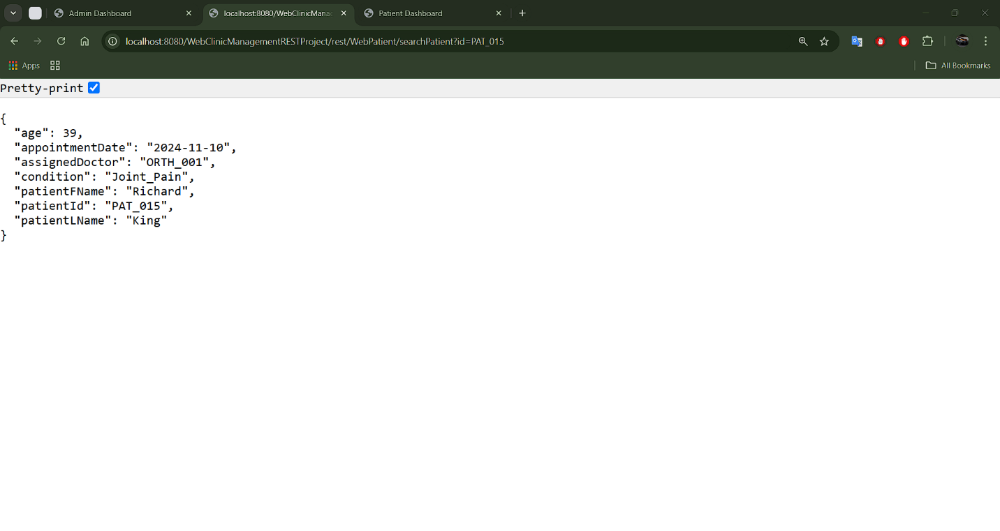 Admin Dashboard
localhost:8080/WebClinicMana
Patient Dashboard
localhost:8080/WebClinicManagementRESTProject/rest/WebPatient/searchPatient?id=PAT_015
Apps
All Bookmarks
Pretty-print
{
"age": 39,
"appointmentDate": "2024-11-10",
"assignedDoctor": "ORTH_001",
"condition": "Joint_Pain",
"patientFName": "Richard",
"patientId": "PAT_015",
"patientLName": "King"
}